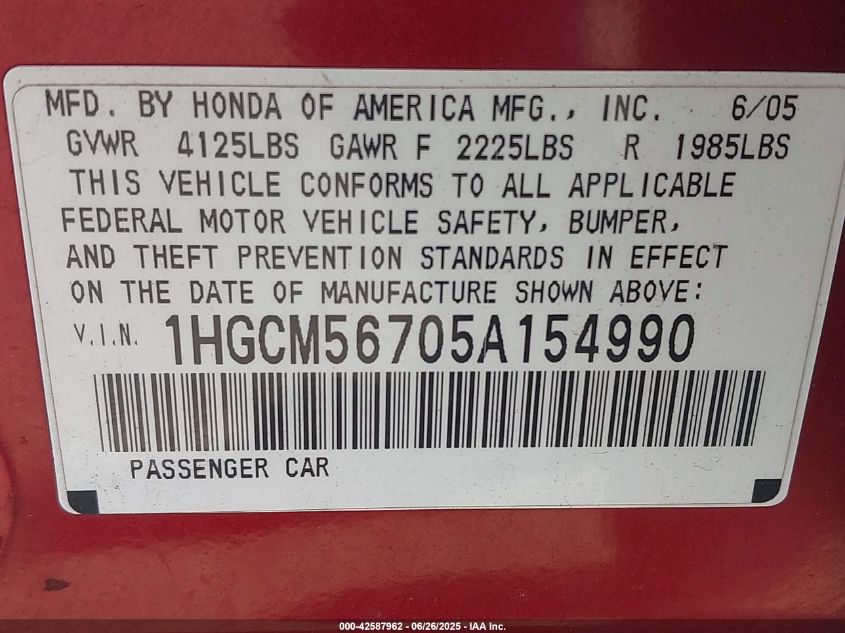 MFD. BY HONDA OF AMERICA MFG., INC. 6/05
GVWR 4125LBS GAWR F 2225LBS R 1985LBS
THIS VEHICLE CONFORMS TO ALL APPLICABLE
FEDERAL MOTOR VEHICLE SAFETY, BUMPER,
AND THEFT PREVENTION STANDARDS IN EFFECT
ON THE DATE OF MANUFACTURE SHOWN ABOVE:
V.I.N. 1HGCM56705A154990
PASSENGER CAR
000-42587962 - 06/26/2025 - IAA Inc.